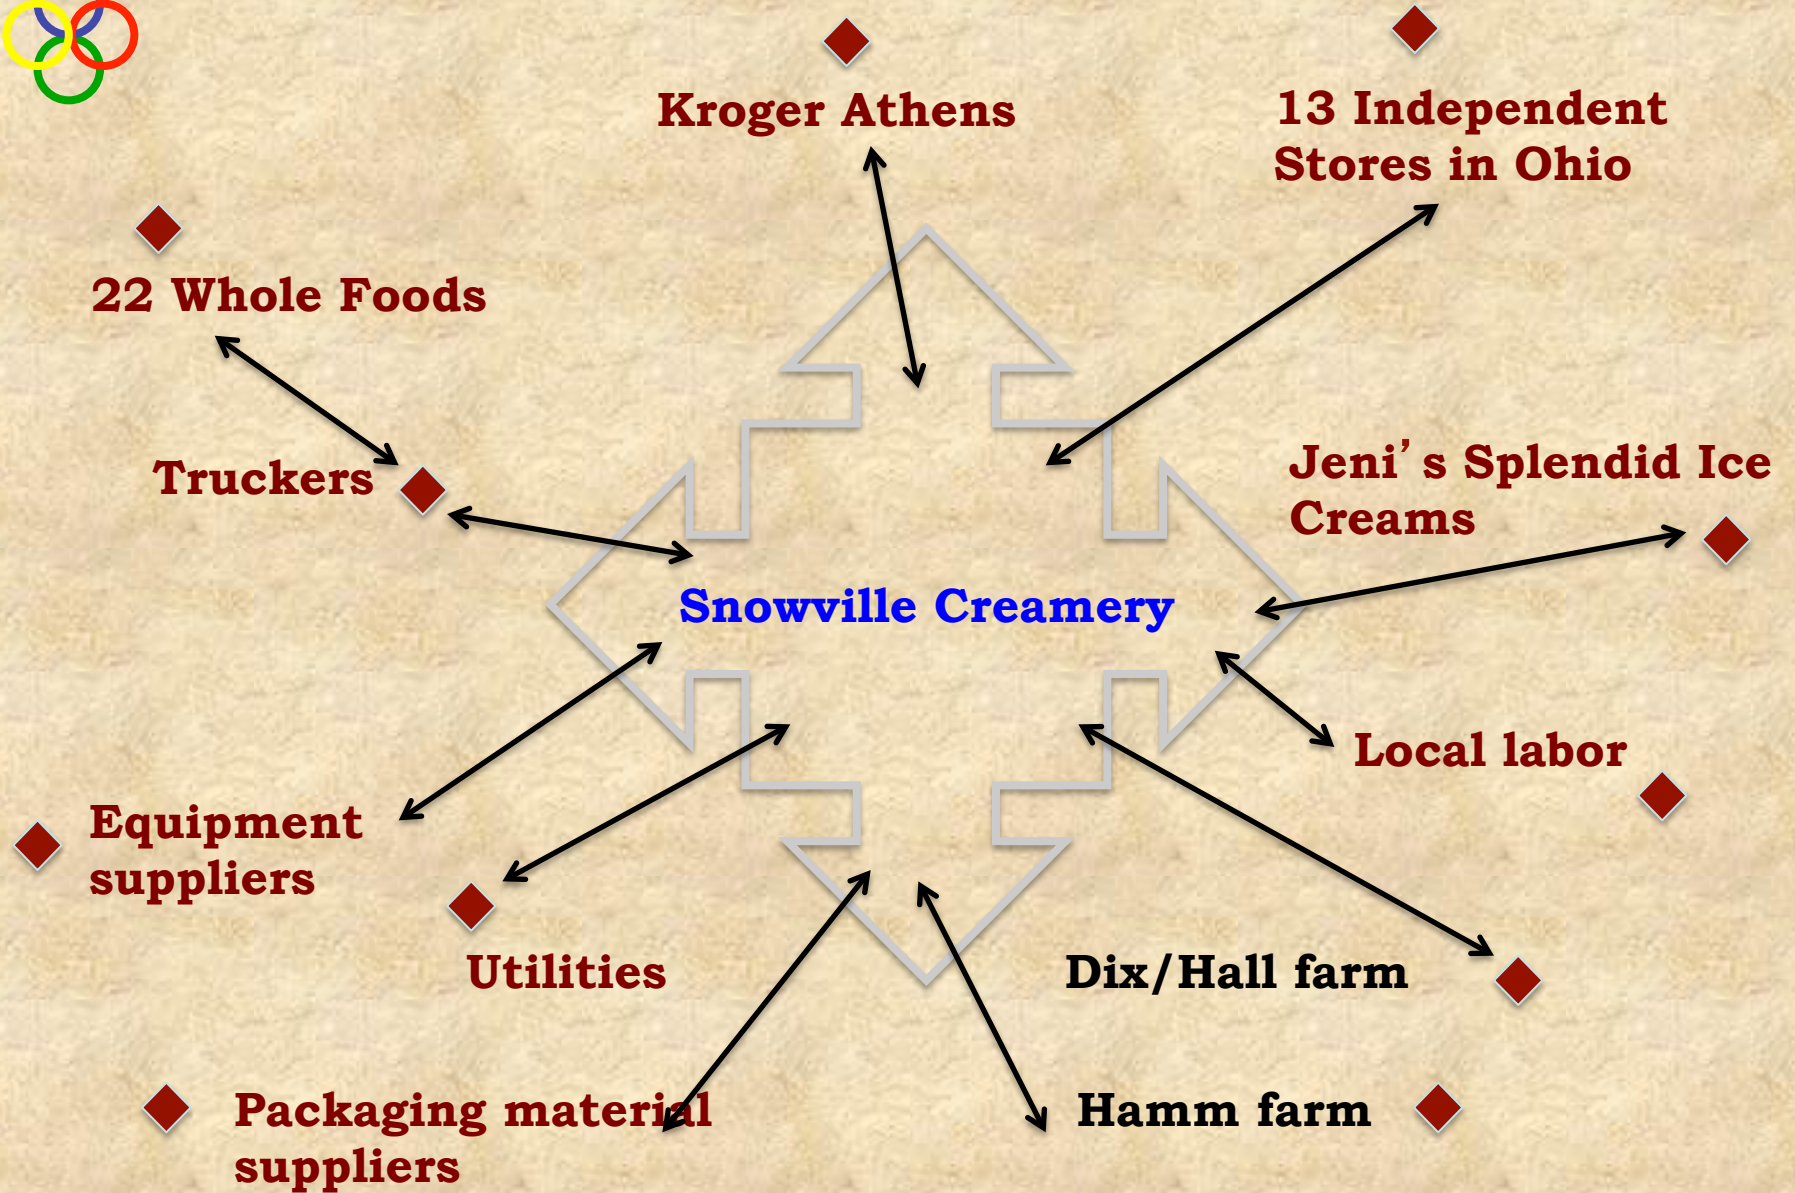 Kroger Athens
13 Independent
Stores in Ohio
22 Whole Foods
Truckers
Jeni’s Splendid Ice
Creams
Snowville Creamery
Local labor
Equipment
suppliers
Utilities
Dix/Hall farm
Packaging material
suppliers
Hamm farm